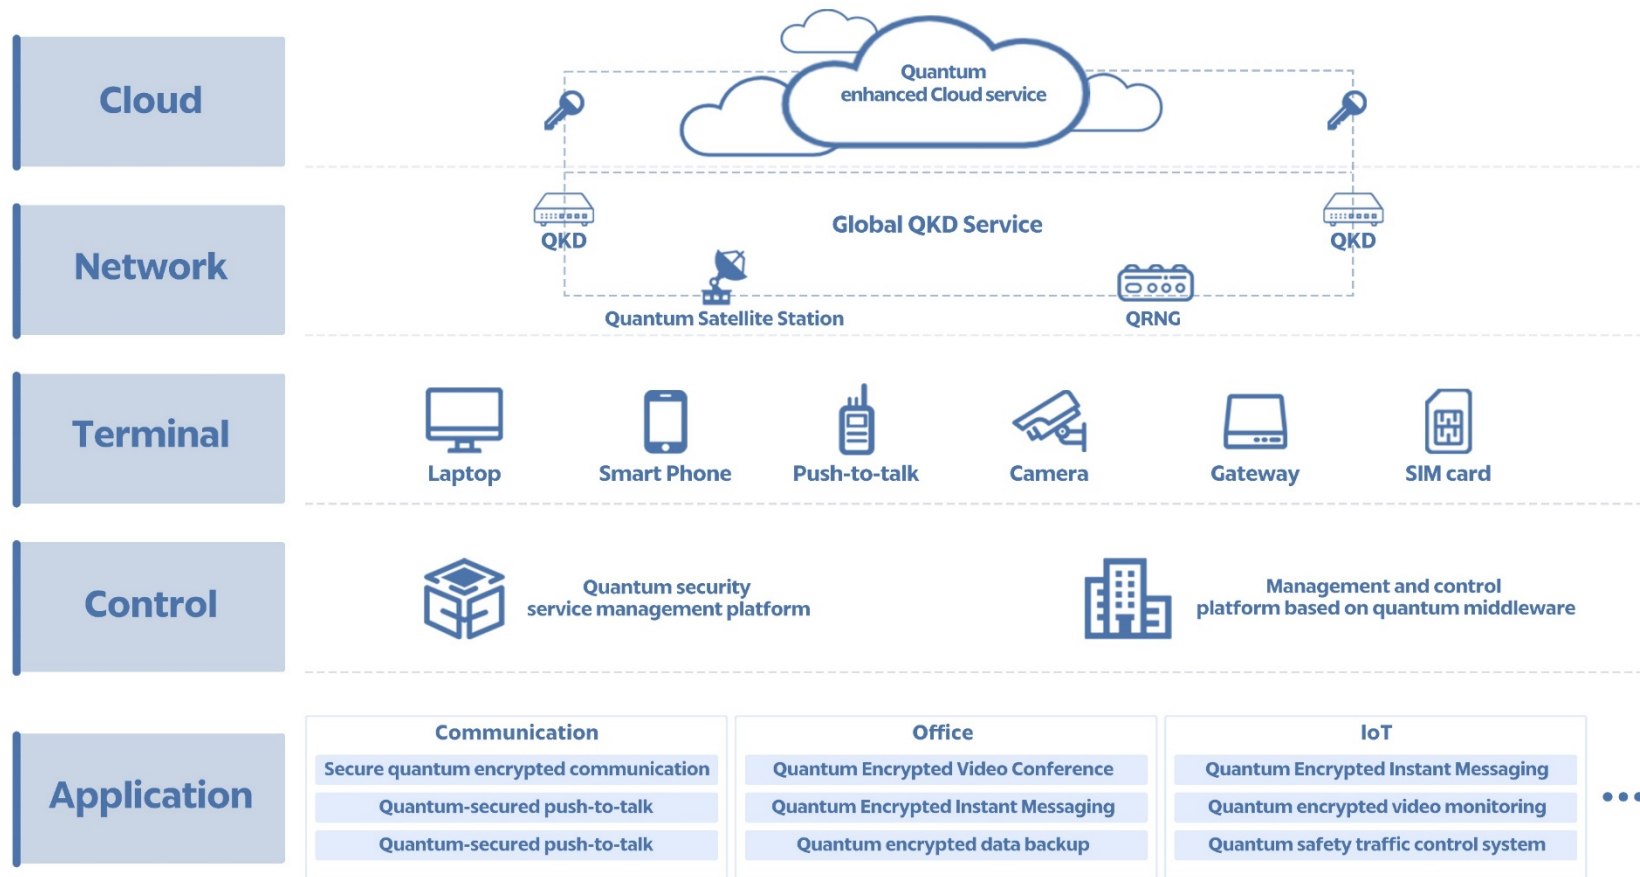 Cloud
Quantum
enhanced Cloud service
Network
QKD
Global QKD Service
QKD
Quantum Satellite Station
QRNG
Terminal
Laptop
Smart Phone
Push-to-talk
Camera
Gateway
SIM card
Control
Quantum security
service management platform
Management and control
platform based on quantum middleware
Application
Communication
Secure quantum encrypted communication
Quantum-secured push-to-talk
Quantum-secured push-to-talk
Office
Quantum Encrypted Video Conference
Quantum Encrypted Instant Messaging
Quantum encrypted data backup
IoT
Quantum Encrypted Instant Messaging
Quantum encrypted video monitoring
Quantum safety traffic control system
...